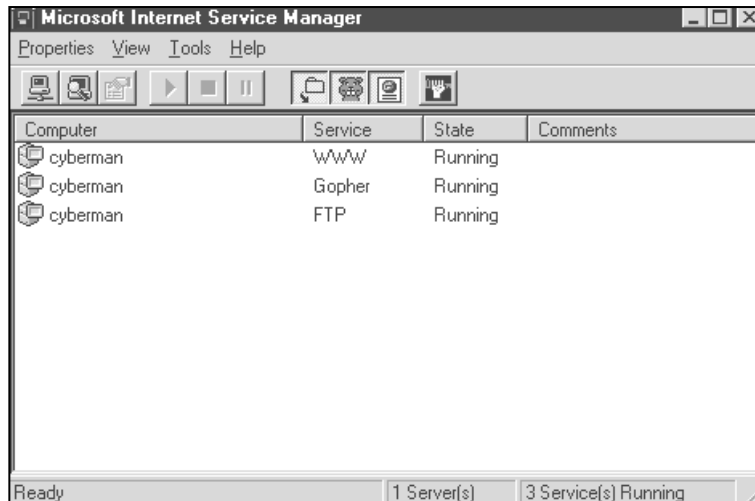 Microsoft Internet Service Manager
Properties View Tools Help
Computer Service State Comments
cyberman WWW Running
cyberman Gopher Running
cyberman FTP Running
Ready 1 Server(s) 3 Service(s) Running